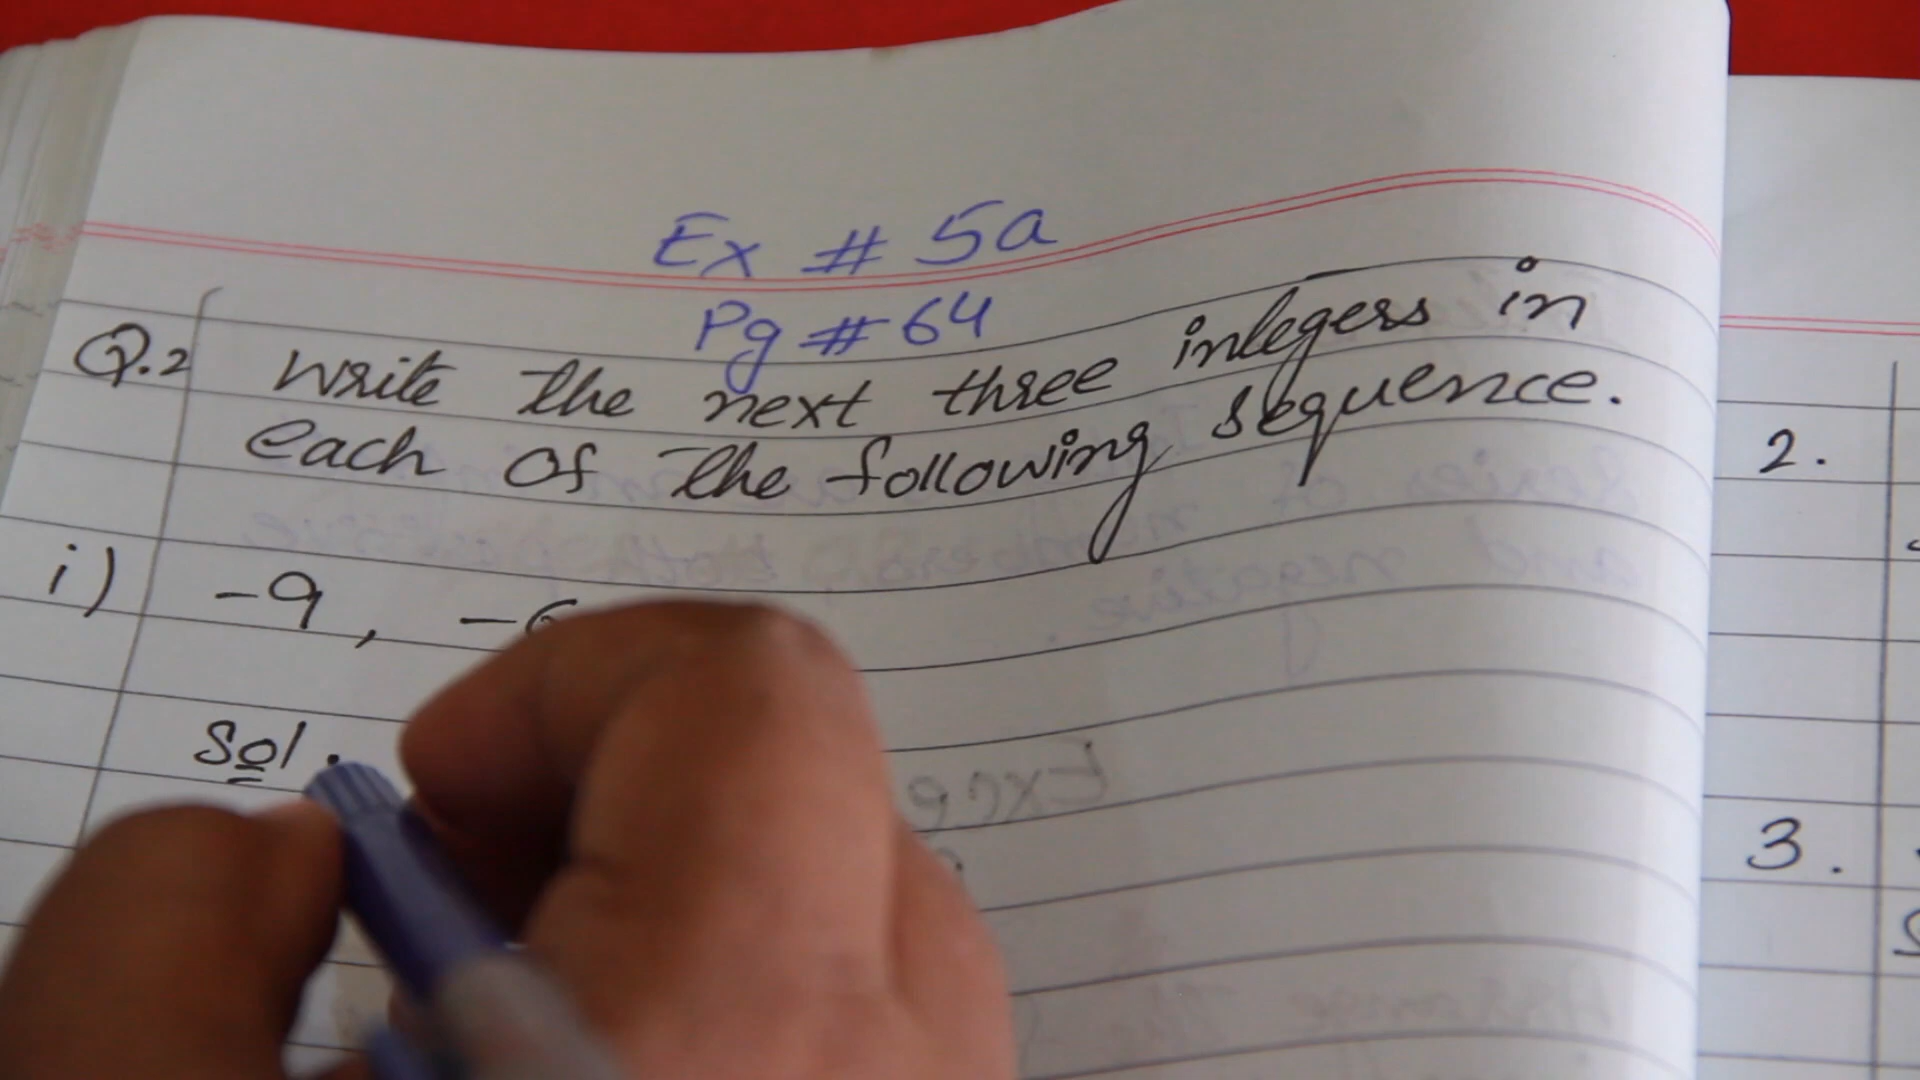 Ex # 5a
Pg # 64
Q.2 write the next three integers in
each of the following sequence.
i) -9, -6
Sol.
2.
3.